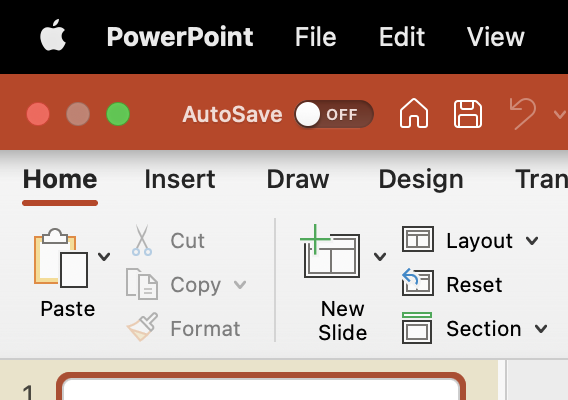 PowerPoint File Edit View
AutoSave OFF
Home Insert Draw Design Tran
Cut
Layout
Copy
Reset
Paste
New
Slide
Format
Section
1